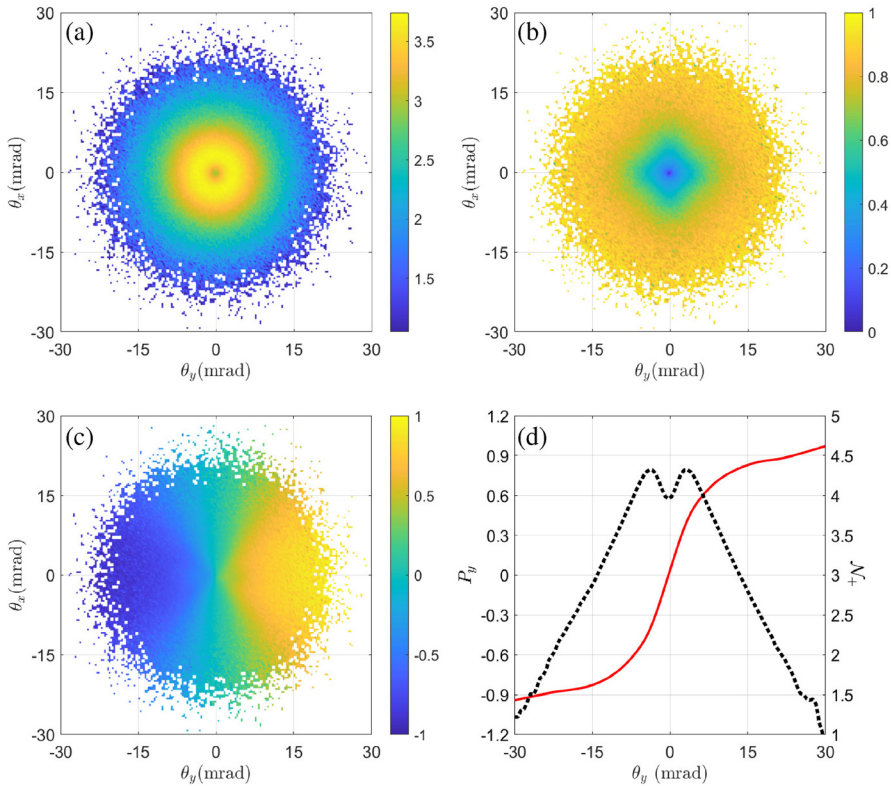 (a)
30
15
0
-15
-30
θx(mrad)
-30 -15 0 15 30
θy(mrad)
3.5
3
2.5
2
1.5
(b)
30
15
0
-15
-30
θx(mrad)
-30 -15 0 15 30
θy(mrad)
1
0.8
0.6
0.4
0.2
0
(c)
30
15
0
-15
-30
θx(mrad)
-30 -15 0 15 30
θy(mrad)
1
0.5
0
-0.5
-1
(d)
1.2
0.9
0.6
0.3
0
-0.3
-0.6
-0.9
-1.2
Py
-30 -15 0 15 30
θy (mrad)
5
4.5
4
3.5
3
2.5
2
1.5
1
𝒩+